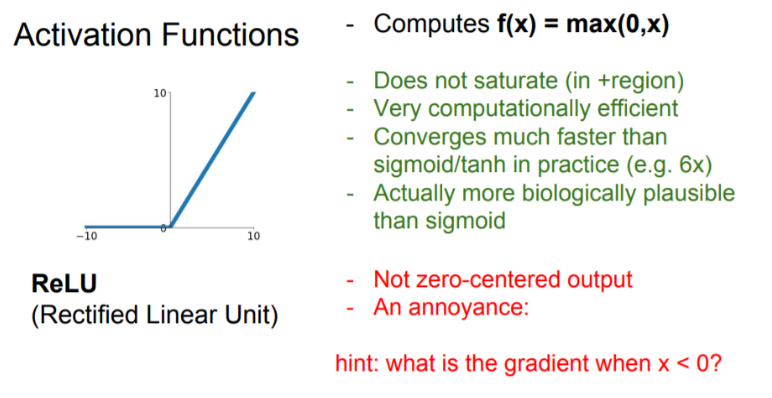 Activation Functions
10
0
-10
10
ReLU
(Rectified Linear Unit)
- Computes f(x) = max(0,x)
- Does not saturate (in +region)
- Very computationally efficient
- Converges much faster than
sigmoid/tanh in practice (e.g. 6x)
- Actually more biologically plausible
than sigmoid
- Not zero-centered output
- An annoyance:
hint: what is the gradient when x < 0?